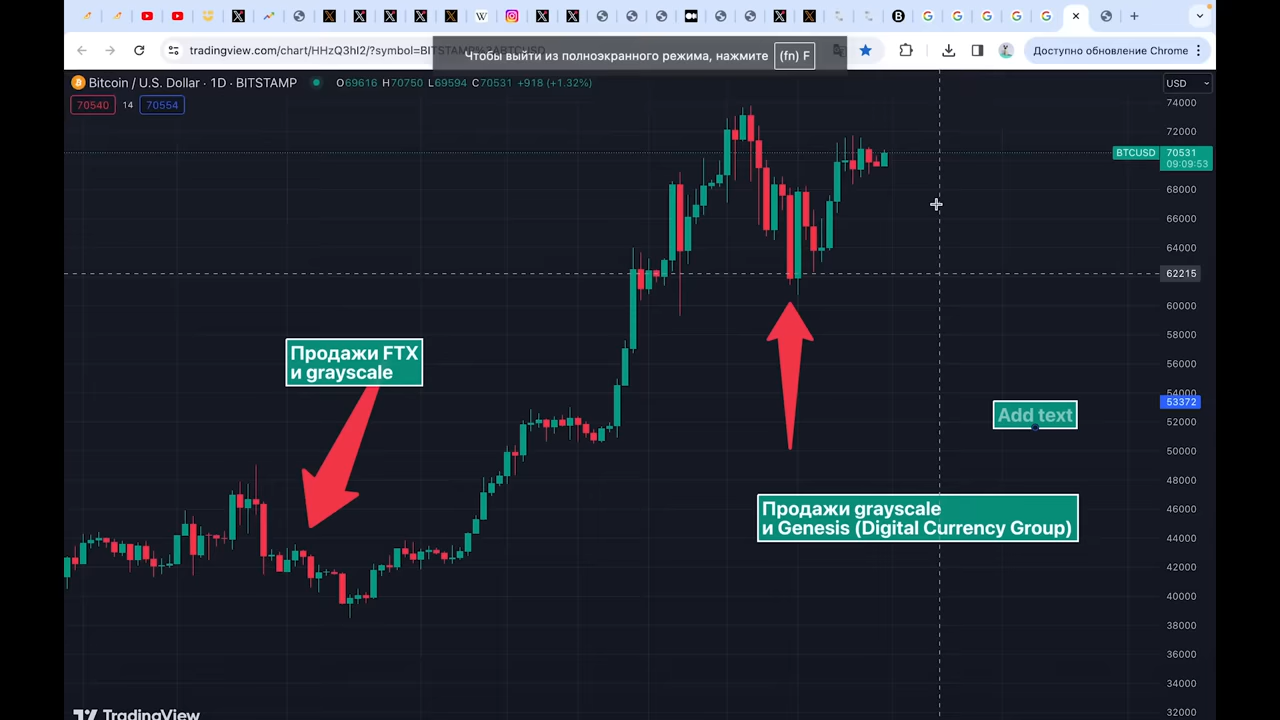 tradingview.com/chart/HHzQ3hI2/?symbol=BITSTAMP%3ABTCUSD
Чтобы выйти из полноэкранного режима, нажмите (fn) F
Доступно обновление Chrome
Bitcoin / U.S. Dollar · 1D · BITSTAMP
O69616 H70750 L69594 C70531 +918 (+1.32%)
USD
70540 14 70554
74000
72000
BTCUSD 70531
09:09:53
68000
66000
64000
62215
60000
58000
56000
54000
53372
52000
50000
48000
46000
44000
42000
40000
38000
36000
34000
32000
Продажи FTX
и grayscale
Add text
Продажи grayscale
и Genesis (Digital Currency Group)
TradingView